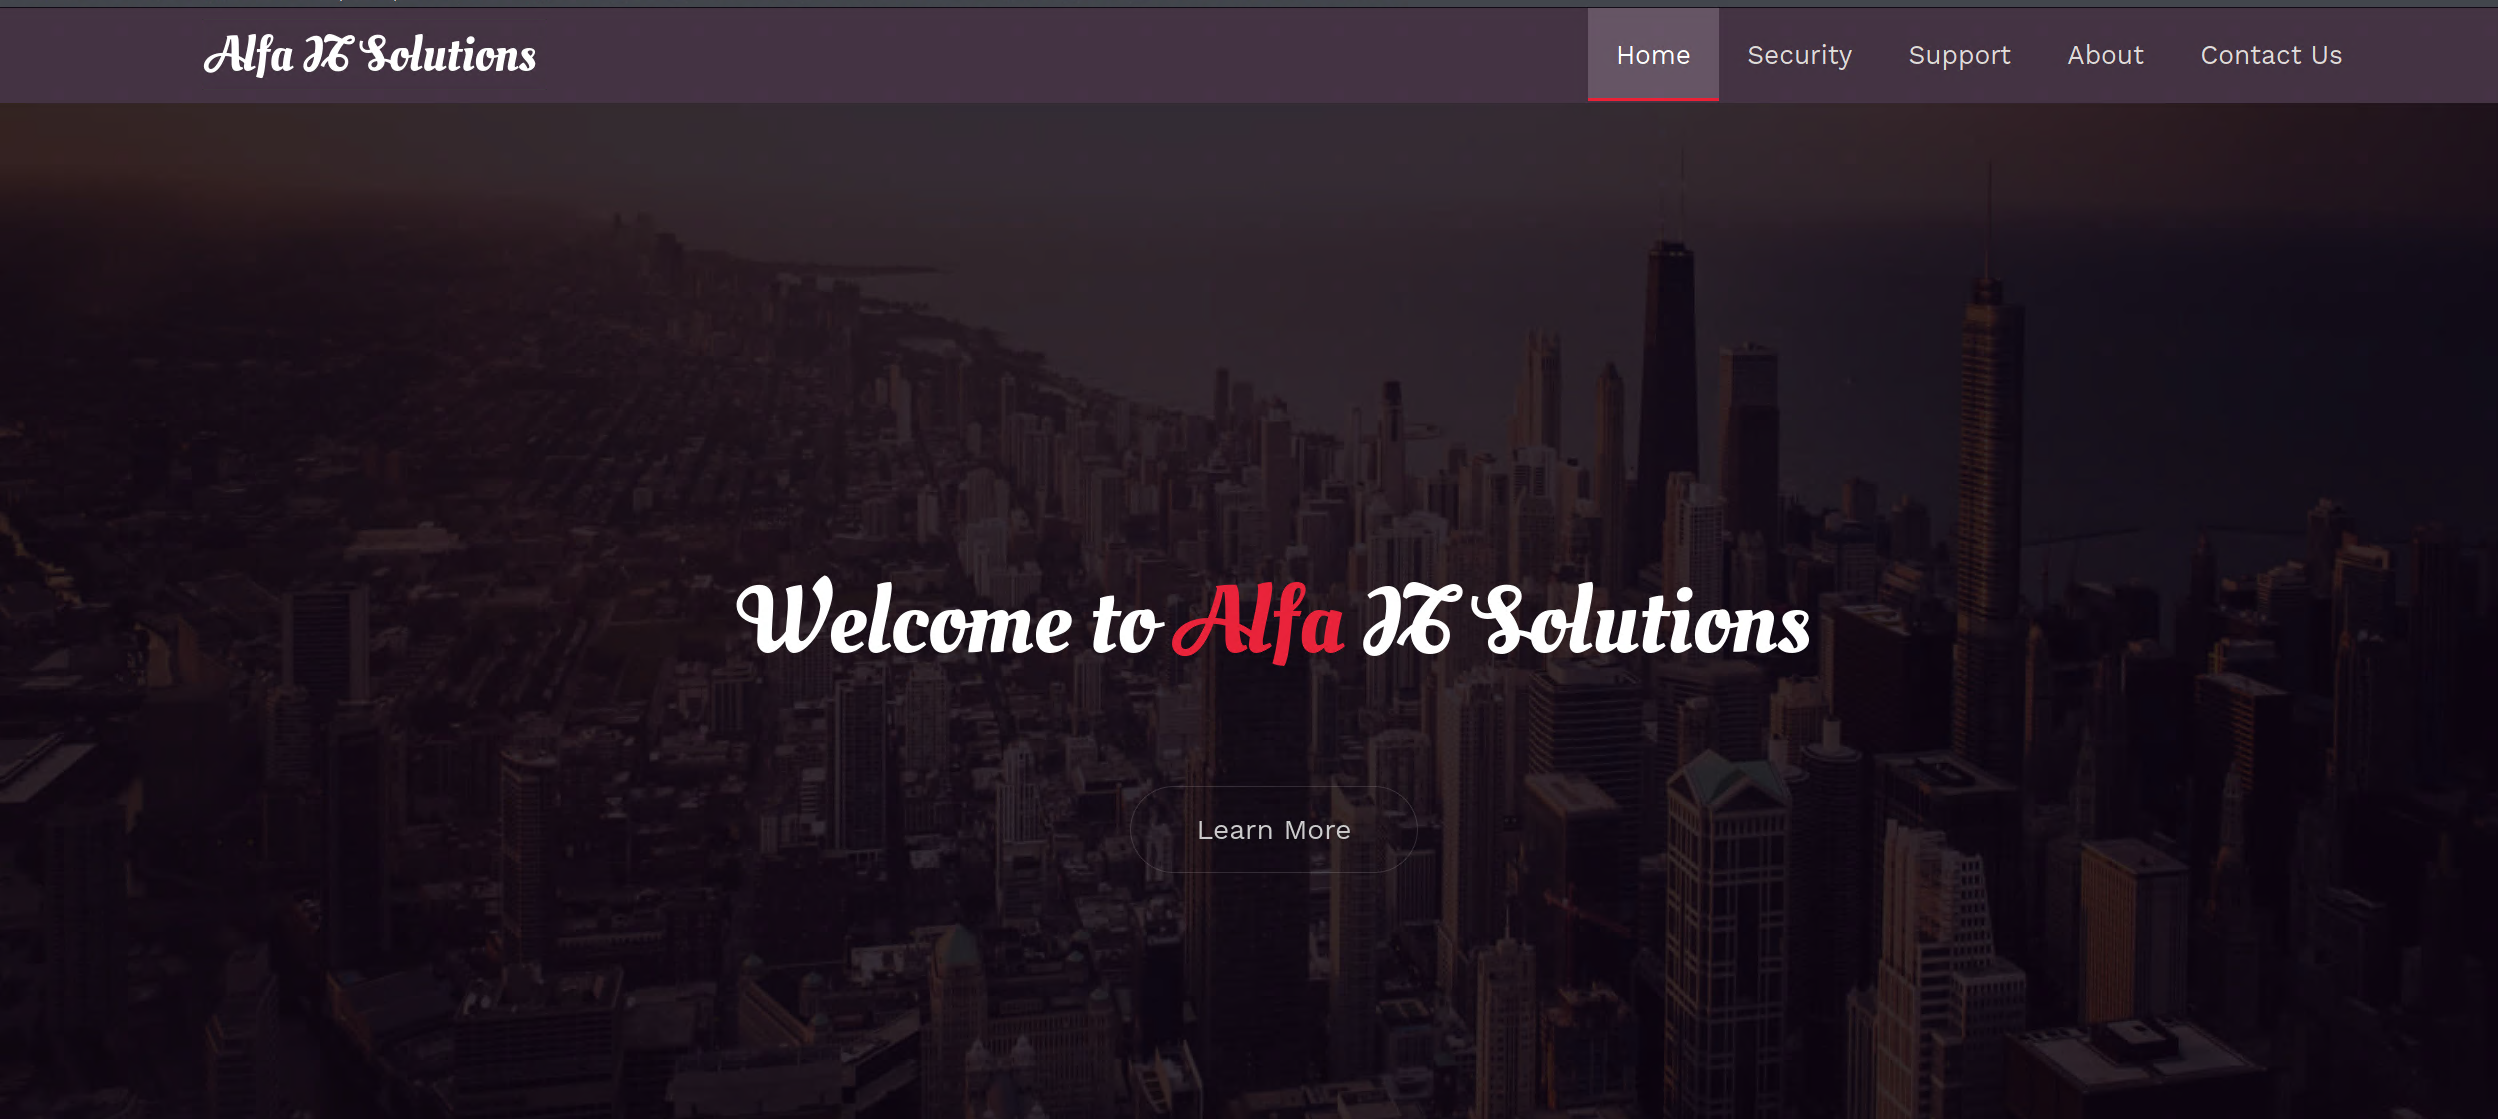 Alfa IT Solutions
Home Security Support About Contact Us
Welcome to Alfa IT Solutions
Learn More